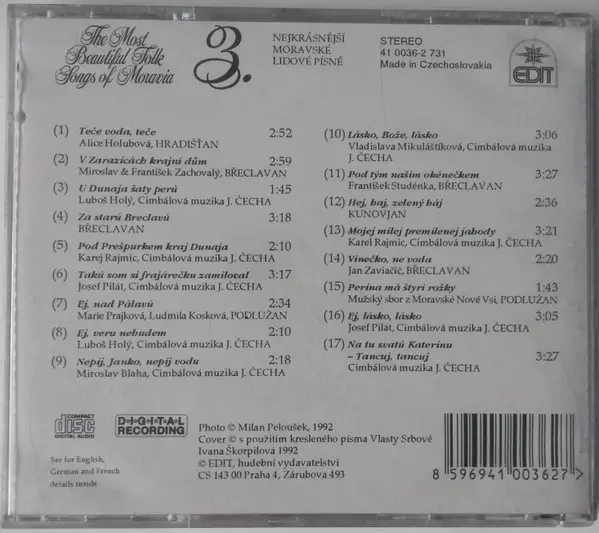 The Most
Beautiful Folk
Songs of Moravia
3.
NEJKRÁSNĚJŠÍ
MORAVSKÉ
LIDOVÉ PÍSNĚ
STEREO
41 0036-2 731
Made in Czechoslovakia
EDIT
(1) Teče voda, teče 2:52
Alice Holubová, HRADIŠŤAN
(2) V Zarazicách krajní dům 2:59
Miroslav & František Zachovalý, BŘECLAVAN
(3) U Dunaja šaty perú 1:45
Luboš Holý, Cimbálová muzika J. ČECHA
(4) Za starú Breclavú 3:18
BŘECLAVAN
(5) Pod Prešpurkem kraj Dunaja 2:10
Karej Rajmic, Cimbálová muzika J. ČECHA
(6) Takú som si frajárečku zamiloval 3:17
Josef Pilát, Cimbálová muzika J. ČECHA
(7) Ej, nad Pálavú 2:34
Marie Prajková, Ludmila Kosková, PODLUŽAN
(8) Ej, veru nebudem 2:10
Luboš Holý, Cimbálová muzika J. ČECHA
(9) Nepij, Janko, nepij vodu 2:18
Miroslav Blaha, Cimbálová muzika J. ČECHA
(10) Lásko, Bože, lásko 3:06
Vladislava Mikuláštíková, Cimbálová muzika
J. ČECHA
(11) Pod tým naším okénečkem 3:27
František Studénka, BŘECLAVAN
(12) Hej, haj, zelený háj 2:36
KUNOVJAN
(13) Mojej milej premilenej jahody 3:21
Karel Rajmic, Cimbálová muzika J. ČECHA
(14) Vínečko, ne voda 2:20
Jan Zaviačič, BŘECLAVAN
(15) Perina má štyri rožky 1:43
Mužský sbor z Moravské Nové Vsi, PODLUŽAN
(16) Ej, lásko, lásko 3:05
Josef Pilát, Cimbálová muzika J. ČECHA
(17) Na tu svatú Katerinu
– Tancuj, tancuj 3:27
Cimbálová muzika J. ČECHA
COMPACT
disc
DIGITAL AUDIO
DIGITAL
RECORDING
See for English,
German and French
details inside
Photo © Milan Peloušek, 1992
Cover © s použitím kresleného písma Vlasty Srbové
Ivana Škorpilová 1992
© EDIT, hudební vydavatelství
CS 143 00 Praha 4, Zárubova 493
8 596941 003627